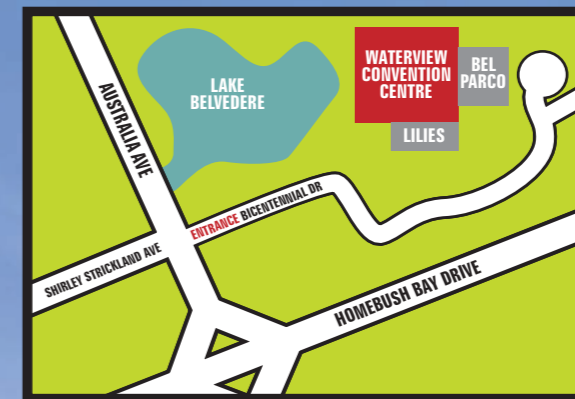 AUSTRALIA AVE
LAKE
BELVEDERE
WATERVIEW
CONVENTION
CENTRE
BEL
PARCO
LILIES
ENTRANCE BICENTENNIAL DR
SHIRLEY STRICKLAND AVE
HOMEBUSH BAY DRIVE